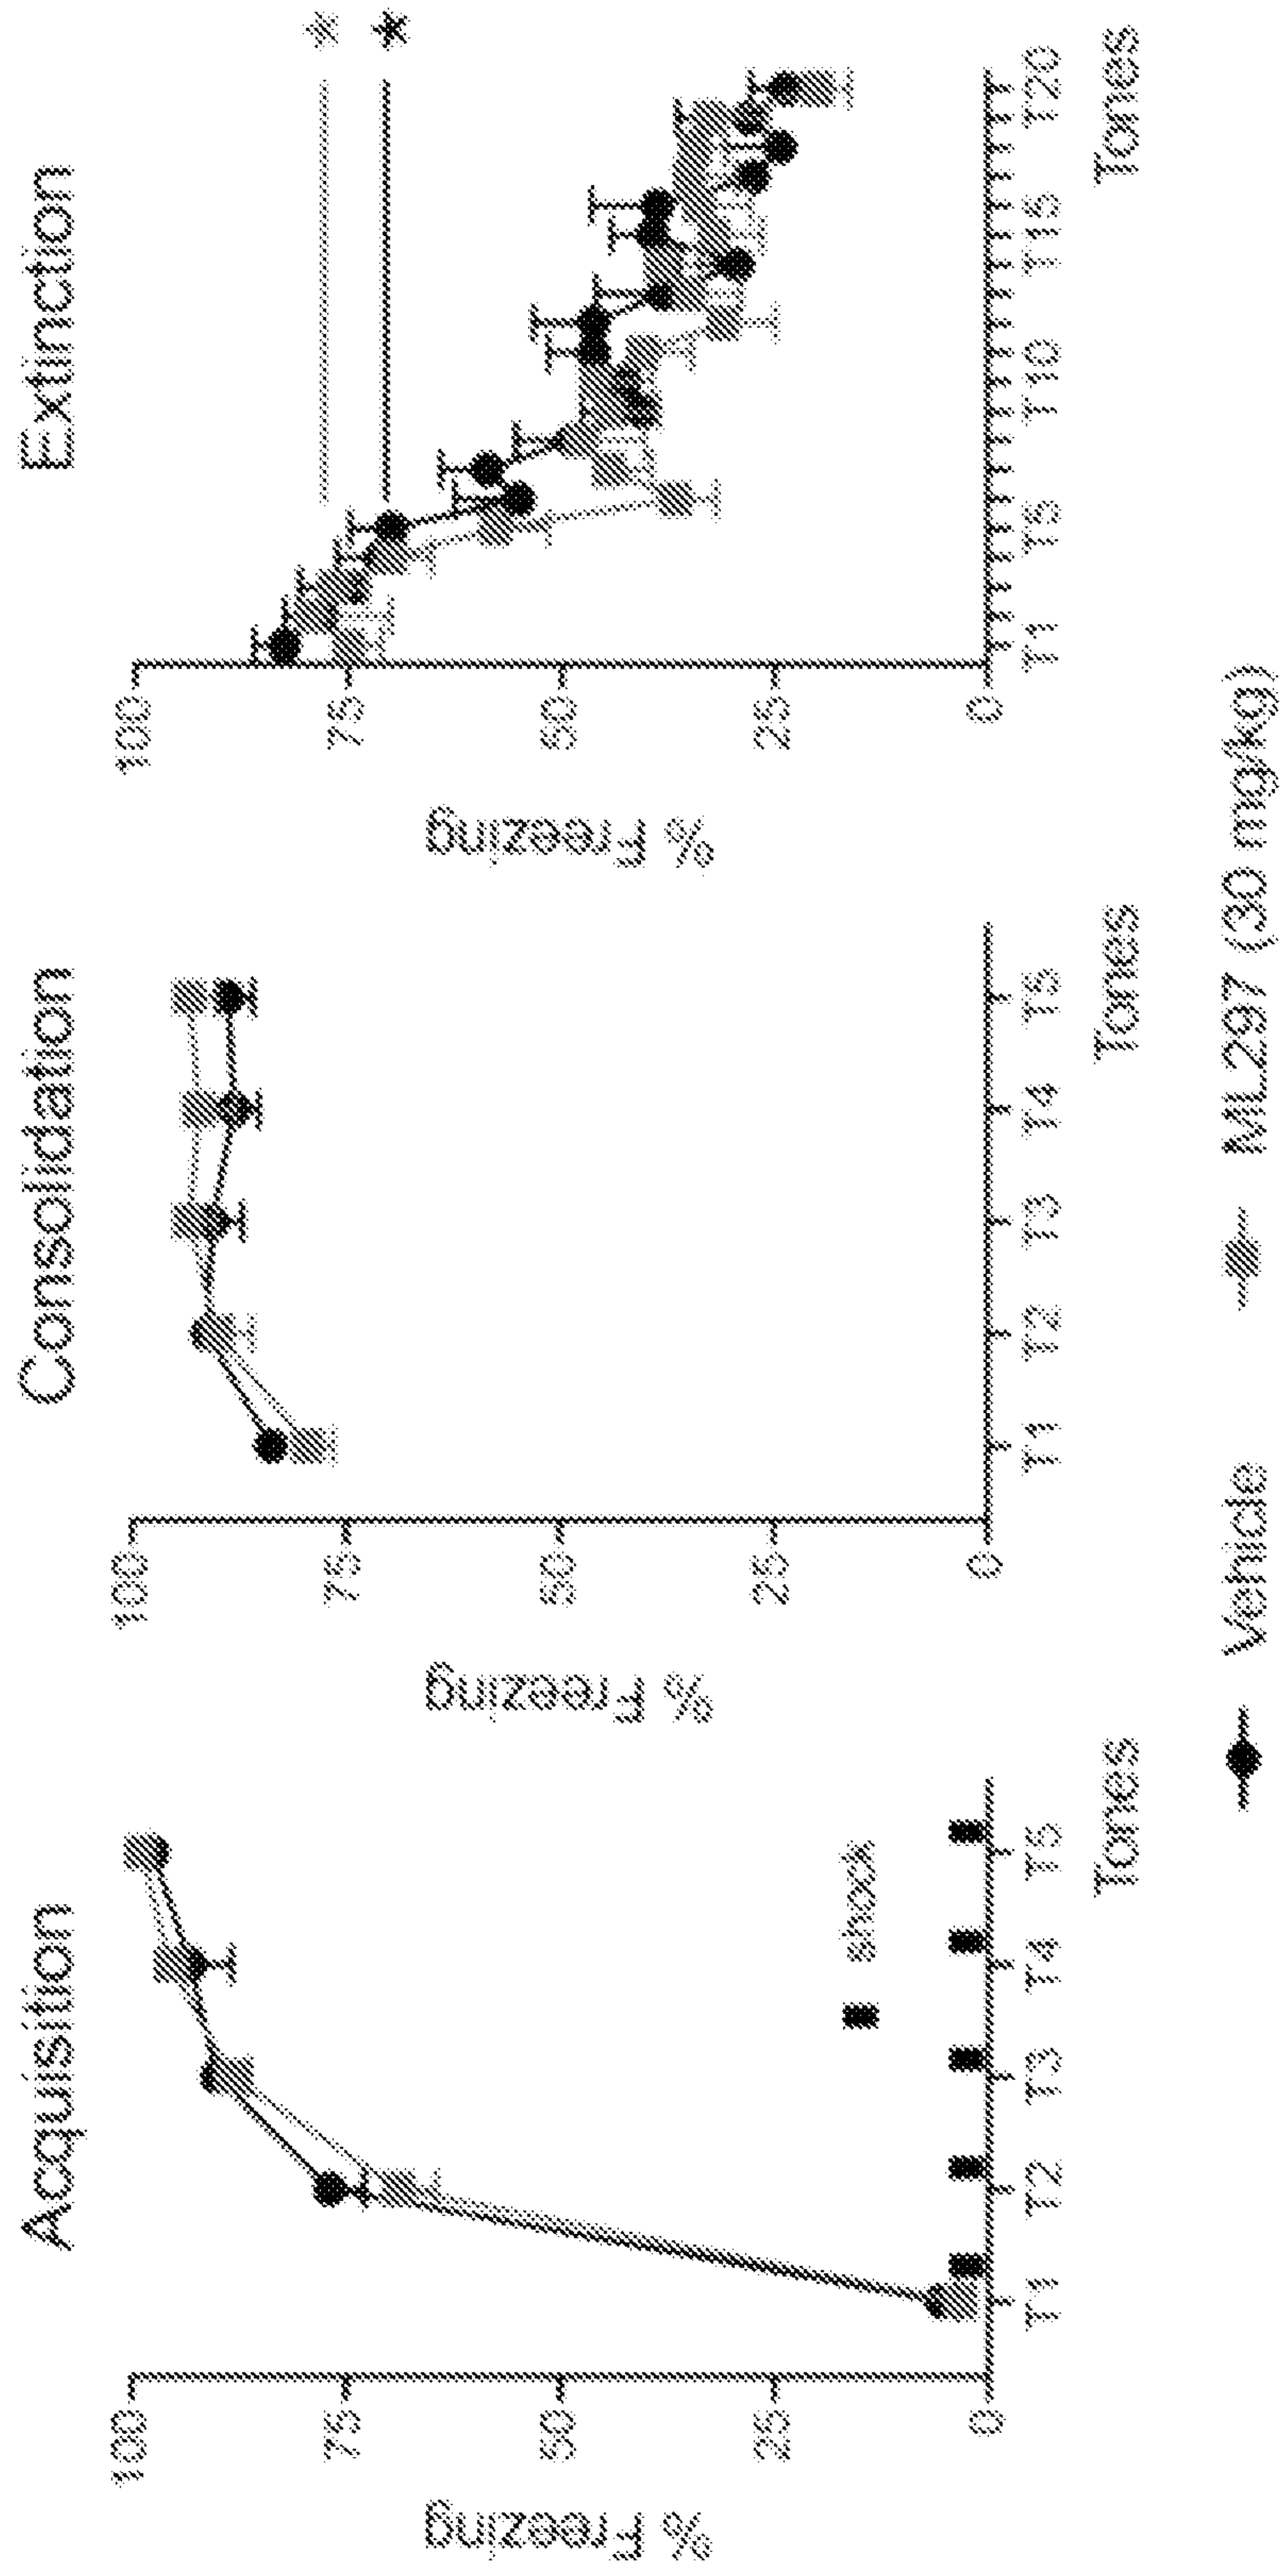 Acquisition
% Freezing
100
75
50
25
0
shock
T1 T2 T3 T4 T5
Tones
Consolidation
% Freezing
100
75
50
25
0
T1 T2 T3 T4 T5
Tones
Extinction
% Freezing
100
75
50
25
0
*
*
T1 T5 T10 T15 T20
Tones
Vehicle ML297 (30 mg/kg)